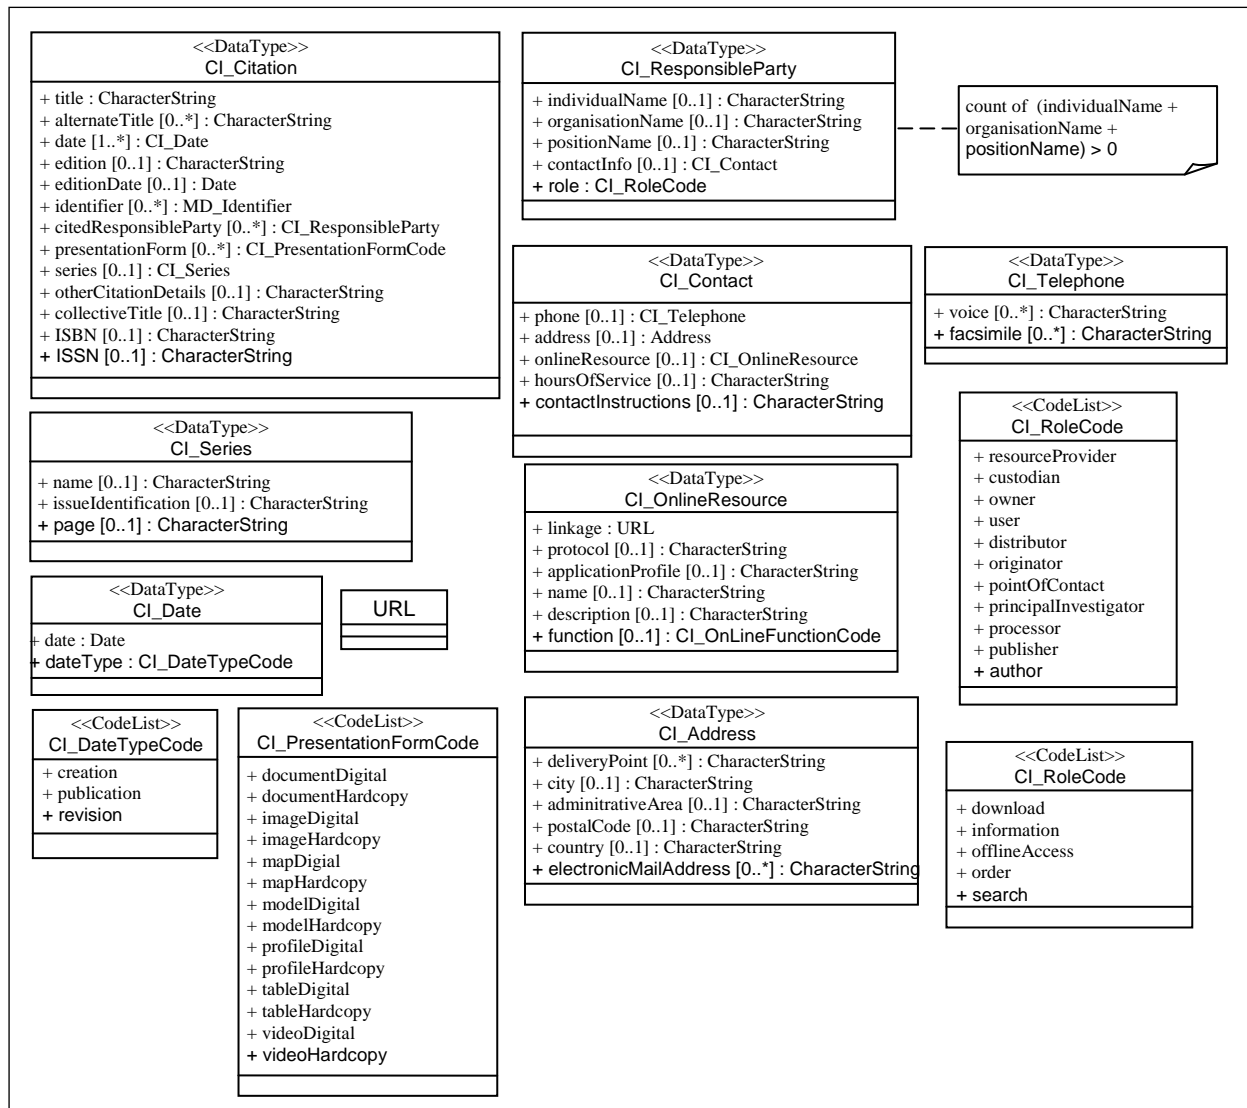 <<DataType>>
CI_Citation
+ title : CharacterString
+ alternateTitle [0..*] : CharacterString
+ date [1..*] : CI_Date
+ edition [0..1] : CharacterString
+ editionDate [0..1] : Date
+ identifier [0..*] : MD_Identifier
+ citedResponsibleParty [0..*] : CI_ResponsibleParty
+ presentationForm [0..*] : CI_PresentationFormCode
+ series [0..1] : CI_Series
+ otherCitationDetails [0..1] : CharacterString
+ collectiveTitle [0..1] : CharacterString
+ ISBN [0..1] : CharacterString
+ ISSN [0..1] : CharacterString
<<DataType>>
CI_ResponsibleParty
+ individualName [0..1] : CharacterString
+ organisationName [0..1] : CharacterString
+ positionName [0..1] : CharacterString
+ contactInfo [0..1] : CI_Contact
+ role : CI_RoleCode
count of (individualName +
organisationName +
positionName) > 0
<<DataType>>
CI_Contact
+ phone [0..1] : CI_Telephone
+ address [0..1] : Address
+ onlineResource [0..1] : CI_OnlineResource
+ hoursOfService [0..1] : CharacterString
+ contactInstructions [0..1] : CharacterString
<<DataType>>
CI_Telephone
+ voice [0..*] : CharacterString
+ facsimile [0..*] : CharacterString
<<DataType>>
CI_Series
+ name [0..1] : CharacterString
+ issueIdentification [0..1] : CharacterString
+ page [0..1] : CharacterString
<<DataType>>
CI_OnlineResource
+ linkage : URL
+ protocol [0..1] : CharacterString
+ applicationProfile [0..1] : CharacterString
+ name [0..1] : CharacterString
+ description [0..1] : CharacterString
+ function [0..1] : CI_OnLineFunctionCode
<<CodeList>>
CI_RoleCode
+ resourceProvider
+ custodian
+ owner
+ user
+ distributor
+ originator
+ pointOfContact
+ principalInvestigator
+ processor
+ publisher
+ author
<<DataType>>
CI_Date
+ date : Date
+ dateType : CI_DateTypeCode
URL
<<CodeList>>
CI_DateTypeCode
+ creation
+ publication
+ revision
<<CodeList>>
CI_PresentationFormCode
+ documentDigital
+ documentHardcopy
+ imageDigital
+ imageHardcopy
+ mapDigial
+ mapHardcopy
+ modelDigital
+ modelHardcopy
+ profileDigital
+ profileHardcopy
+ tableDigital
+ tableHardcopy
+ videoDigital
+ videoHardcopy
<<DataType>>
CI_Address
+ deliveryPoint [0..*] : CharacterString
+ city [0..1] : CharacterString
+ adminitrativeArea [0..1] : CharacterString
+ postalCode [0..1] : CharacterString
+ country [0..1] : CharacterString
+ electronicMailAddress [0..*] : CharacterString
<<CodeList>>
CI_RoleCode
+ download
+ information
+ offlineAccess
+ order
+ search